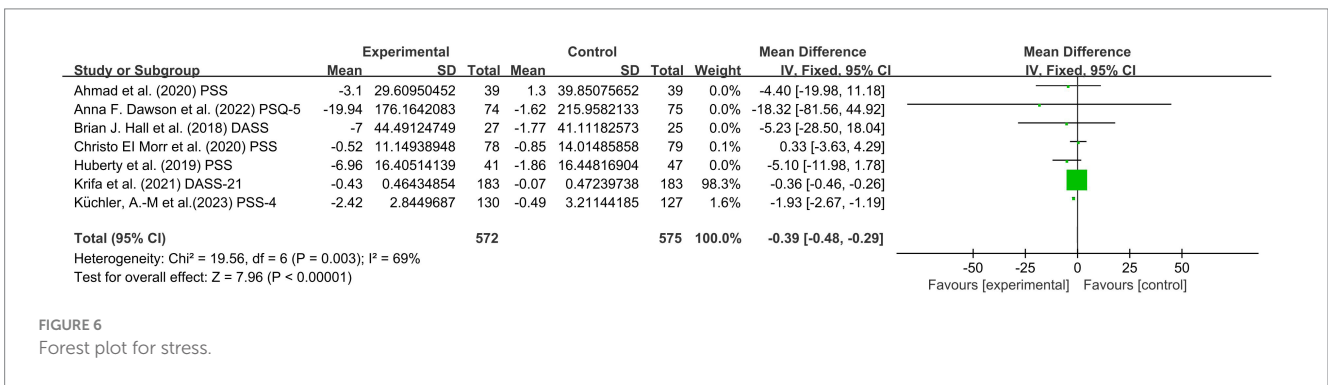 Experimental Control Mean Difference Mean Difference
Study or Subgroup Mean SD Total Mean SD Total Weight IV, Fixed, 95% CI IV, Fixed, 95% CI
Ahmad et al. (2020) PSS -3.1 29.60950452 39 1.3 39.85075652 39 0.0% -4.40 [-19.98, 11.18]
Anna F. Dawson et al. (2022) PSQ-5 -19.94 176.1642083 74 -1.62 215.9582133 75 0.0% -18.32 [-81.56, 44.92]
Brian J. Hall et al. (2018) DASS -7 44.49124749 27 -1.77 41.11182573 25 0.0% -5.23 [-28.50, 18.04]
Christo El Morr et al. (2020) PSS -0.52 11.14938948 78 -0.85 14.01485858 79 0.1% 0.33 [-3.63, 4.29]
Huberty et al. (2019) PSS -6.96 16.40514139 41 -1.86 16.44816904 47 0.0% -5.10 [-11.98, 1.78]
Krifa et al. (2021) DASS-21 -0.43 0.46434854 183 -0.07 0.47239738 183 98.3% -0.36 [-0.46, -0.26]
Küchler, A.-M et al.(2023) PSS-4 -2.42 2.8449687 130 -0.49 3.21144185 127 1.6% -1.93 [-2.67, -1.19]
Total (95% CI) 572 575 100.0% -0.39 [-0.48, -0.29]
Heterogeneity: Chi² = 19.56, df = 6 (P = 0.003); I² = 69%
Test for overall effect: Z = 7.96 (P < 0.00001)
-50 -25 0 25 50
Favours [experimental] Favours [control]
FIGURE 6
Forest plot for stress.